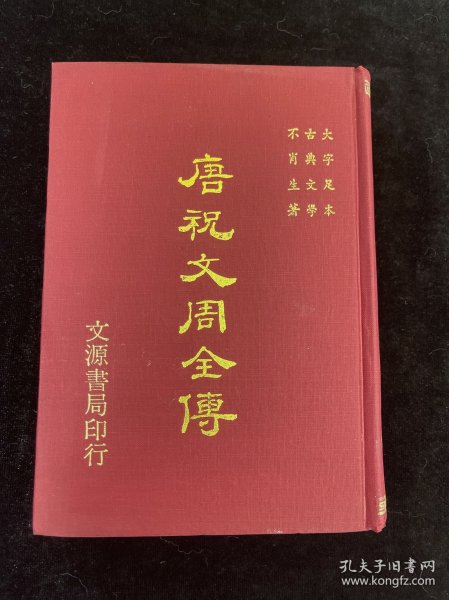 大字足本
古典文學
不肖生著
唐祝文周全傳
文源書局印行
孔夫子旧书网
www.kongfz.com